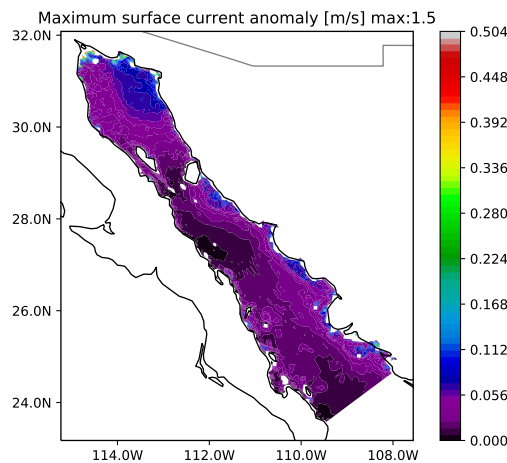 Maximum surface current anomaly [m/s] max:1.5
32.0N
30.0N
28.0N
26.0N
24.0N
114.0W
112.0W
110.0W
108.0W
0.504
0.448
0.392
0.336
0.280
0.224
0.168
0.112
0.056
0.000